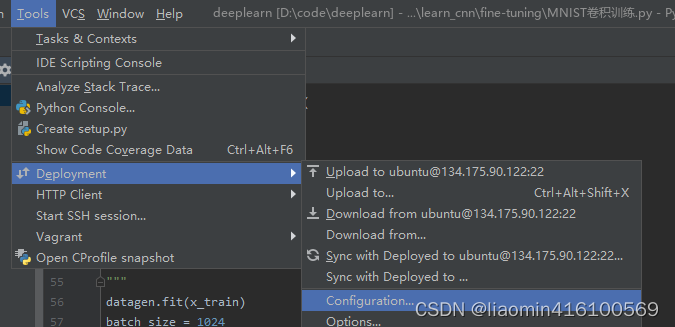 n Tools VCS Window Help deeplearn [D:\code\deeplearn] - ...\learn_cnn\fine-tuning\MNIST卷积训练.py - Py
Tasks & Contexts
IDE Scripting Console
Analyze Stack Trace...
Python Console...
Create setup.py
Show Code Coverage Data Ctrl+Alt+F6
Deployment
HTTP Client
Start SSH session...
Vagrant
Open CProfile snapshot
Upload to ubuntu@134.175.90.122:22
Upload to... Ctrl+Alt+Shift+X
Download from ubuntu@134.175.90.122:22
Download from...
Sync with Deployed to ubuntu@134.175.90.122:22...
Sync with Deployed to ...
Configuration...
Options...
55 """
56 datagen.fit(x_train)
57 batch_size = 1024
CSDN @liaomin416100569